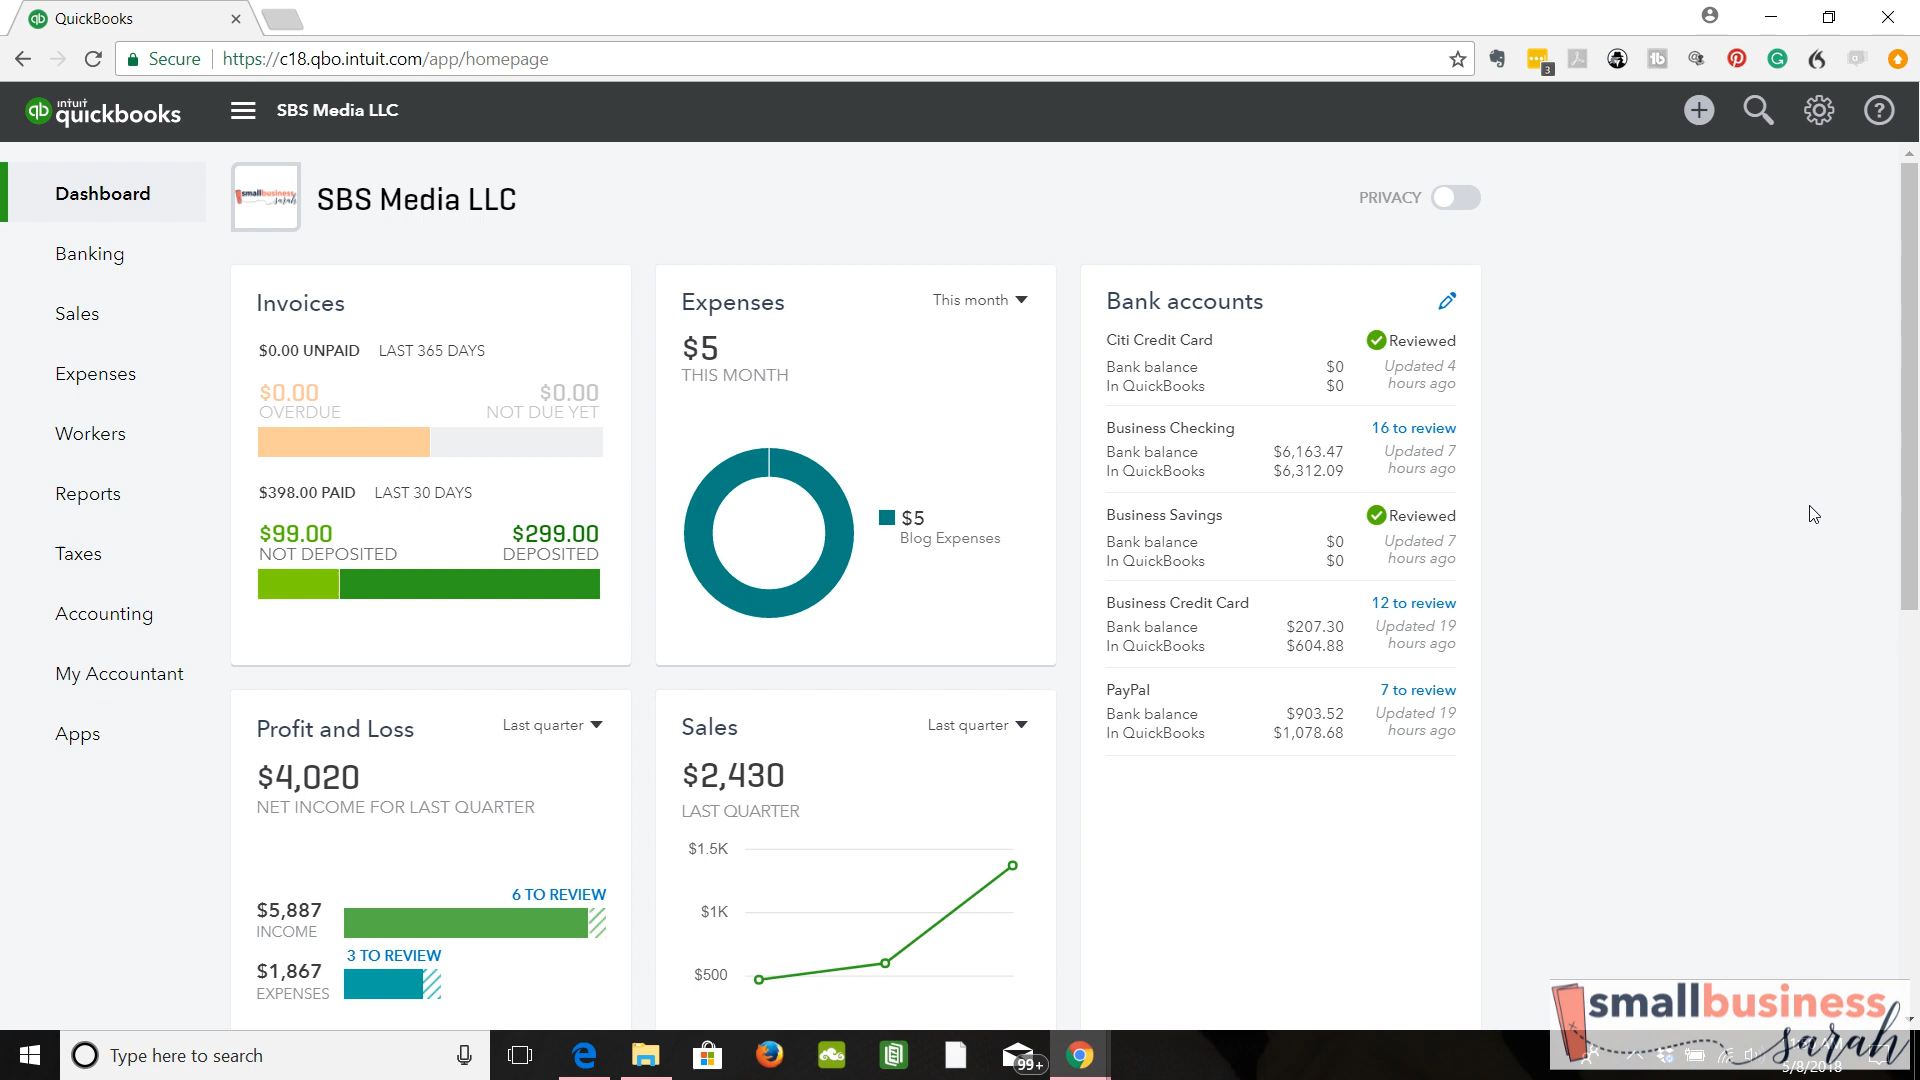 QuickBooks
Secure https://c18.qbo.intuit.com/app/homepage
3
intuit quickbooks
SBS Media LLC
smallbusiness sarah
SBS Media LLC
PRIVACY
Dashboard
Banking
Sales
Expenses
Workers
Reports
Taxes
Accounting
My Accountant
Apps
Invoices
$0.00 UNPAID LAST 365 DAYS
$0.00 $0.00
OVERDUE NOT DUE YET
$398.00 PAID LAST 30 DAYS
$99.00 $299.00
NOT DEPOSITED DEPOSITED
Expenses This month
$5
THIS MONTH
$5
Blog Expenses
Bank accounts
Citi Credit Card Reviewed
Bank balance $0 Updated 4
In QuickBooks $0 hours ago
Business Checking 16 to review
Bank balance $6,163.47 Updated 7
In QuickBooks $6,312.09 hours ago
Business Savings Reviewed
Bank balance $0 Updated 7
In QuickBooks $0 hours ago
Business Credit Card 12 to review
Bank balance $207.30 Updated 19
In QuickBooks $604.88 hours ago
PayPal 7 to review
Bank balance $903.52 Updated 19
In QuickBooks $1,078.68 hours ago
Profit and Loss Last quarter
$4,020
NET INCOME FOR LAST QUARTER
6 TO REVIEW
$5,887
INCOME
3 TO REVIEW
$1,867
EXPENSES
Sales Last quarter
$2,430
LAST QUARTER
$1.5K
$1K
$500
smallbusiness
sarah
Type here to search
99+
5/8/2018